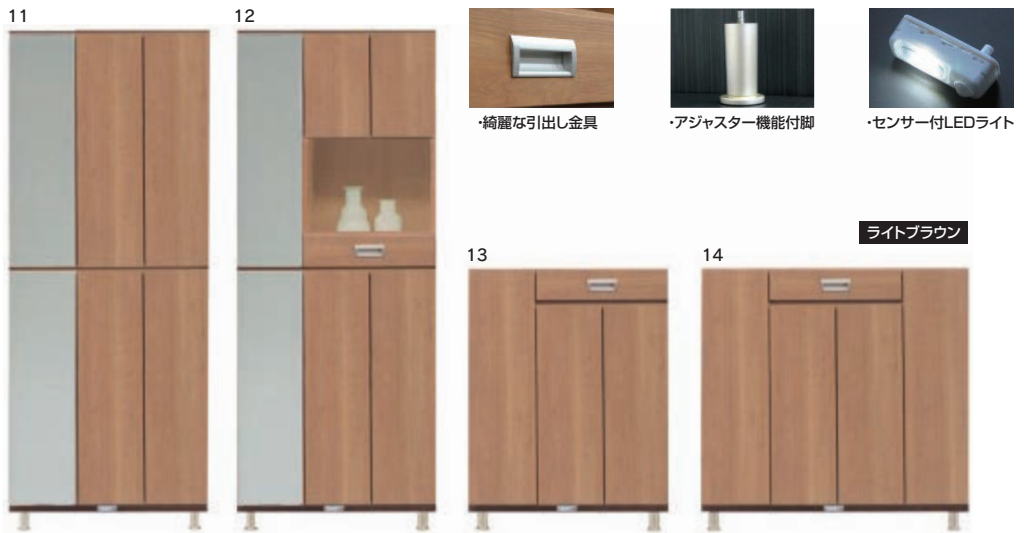 11
12
・綺麗な引出し金具
・アジャスター機能付脚
・センサー付LEDライト
ライトブラウン
13
14